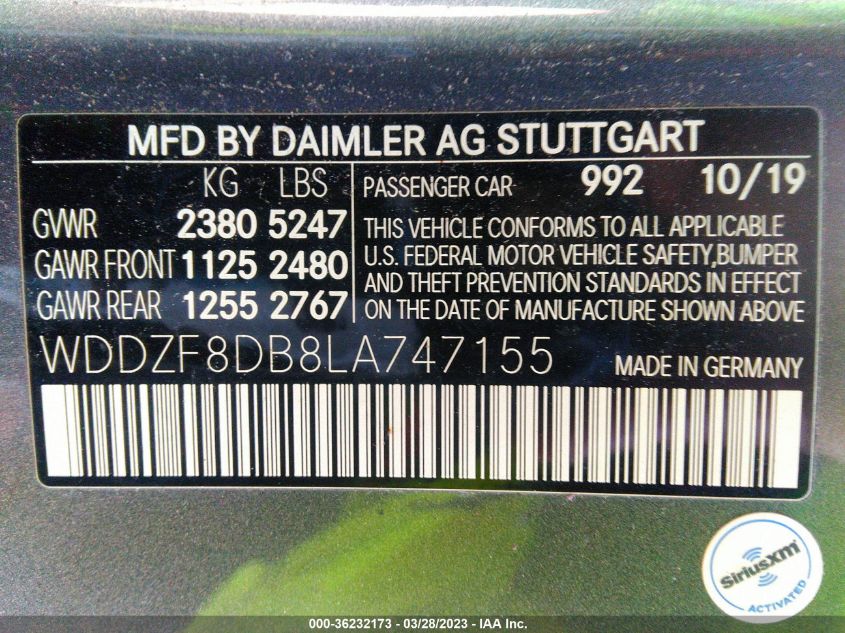 MFD BY DAIMLER AG STUTTGART
KG LBS
GVWR 2380 5247
GAWR FRONT 1125 2480
GAWR REAR 1255 2767
PASSENGER CAR 992 10/19
THIS VEHICLE CONFORMS TO ALL APPLICABLE
U.S. FEDERAL MOTOR VEHICLE SAFETY,BUMPER
AND THEFT PREVENTION STANDARDS IN EFFECT
ON THE DATE OF MANUFACTURE SHOWN ABOVE
WDDZF8DB8LA747155 MADE IN GERMANY
SiriusXM
ACTIVATED
000-36232173 — 03/28/2023 — IAA Inc.